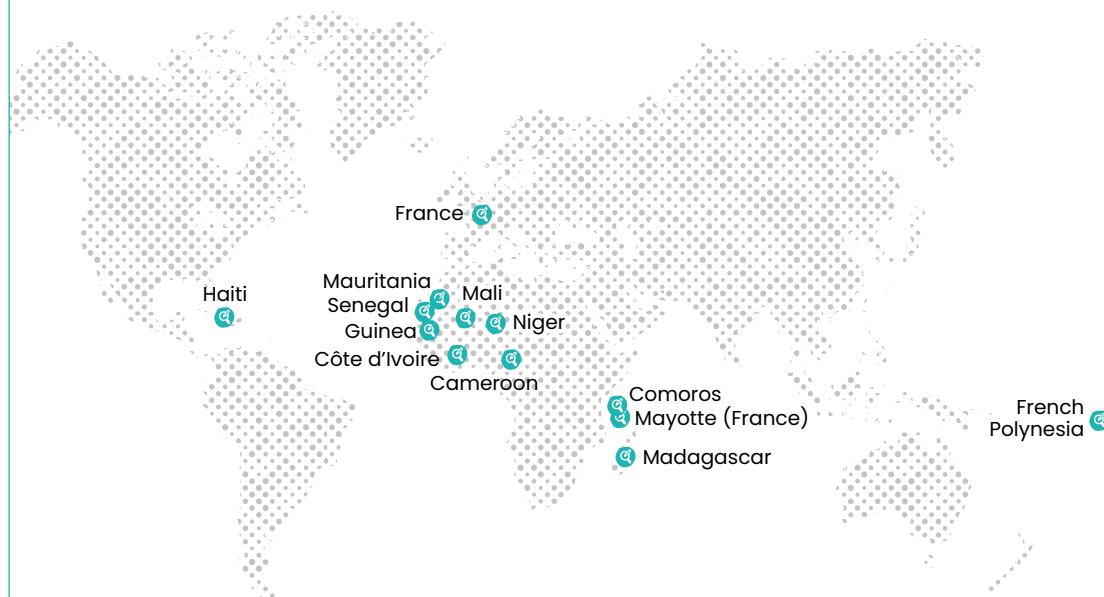 France
Mauritania
Haiti
Mali
Senegal
Niger
Guinea
Côte d’Ivoire
Cameroon
Comoros
French
Mayotte (France)
Polynesia
Madagascar